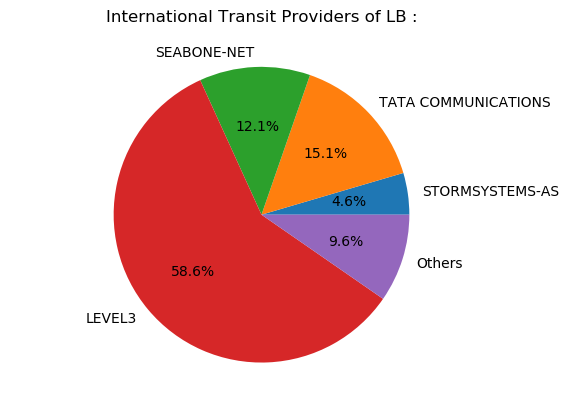 International Transit Providers of LB :
SEABONE-NET
TATA COMMUNICATIONS
12.1%
15.1%
STORMSYSTEMS-AS
4.6%
9.6%
Others
58.6%
LEVEL3